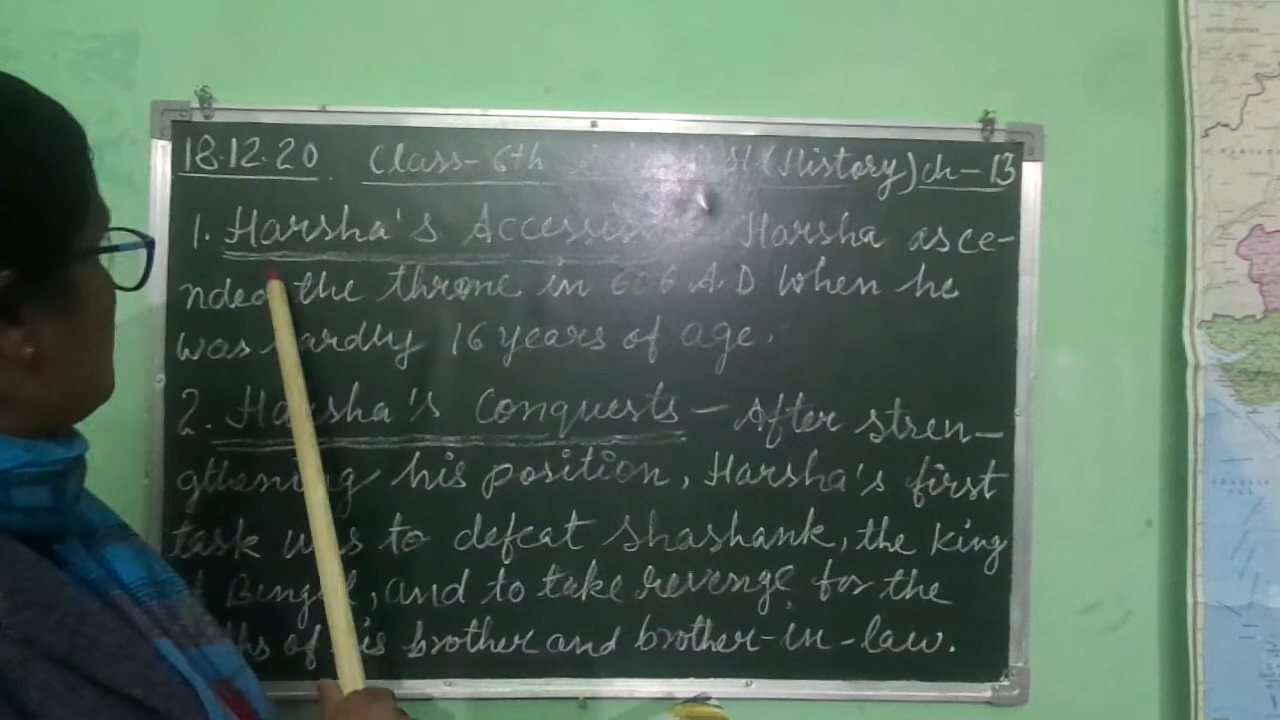 18.12.20 Class-6th (History) ch-13
1. Harsha's Accession Harsha asce-
nded the throne in 606 A.D When he
was hardly 16 years of age.
2. Harsha's Conquests - After stren-
gthening his position, Harsha's first
task was to defeat Shashank, the King
of Bengal, and to take revenge for the
of his brother and brother-in-law.